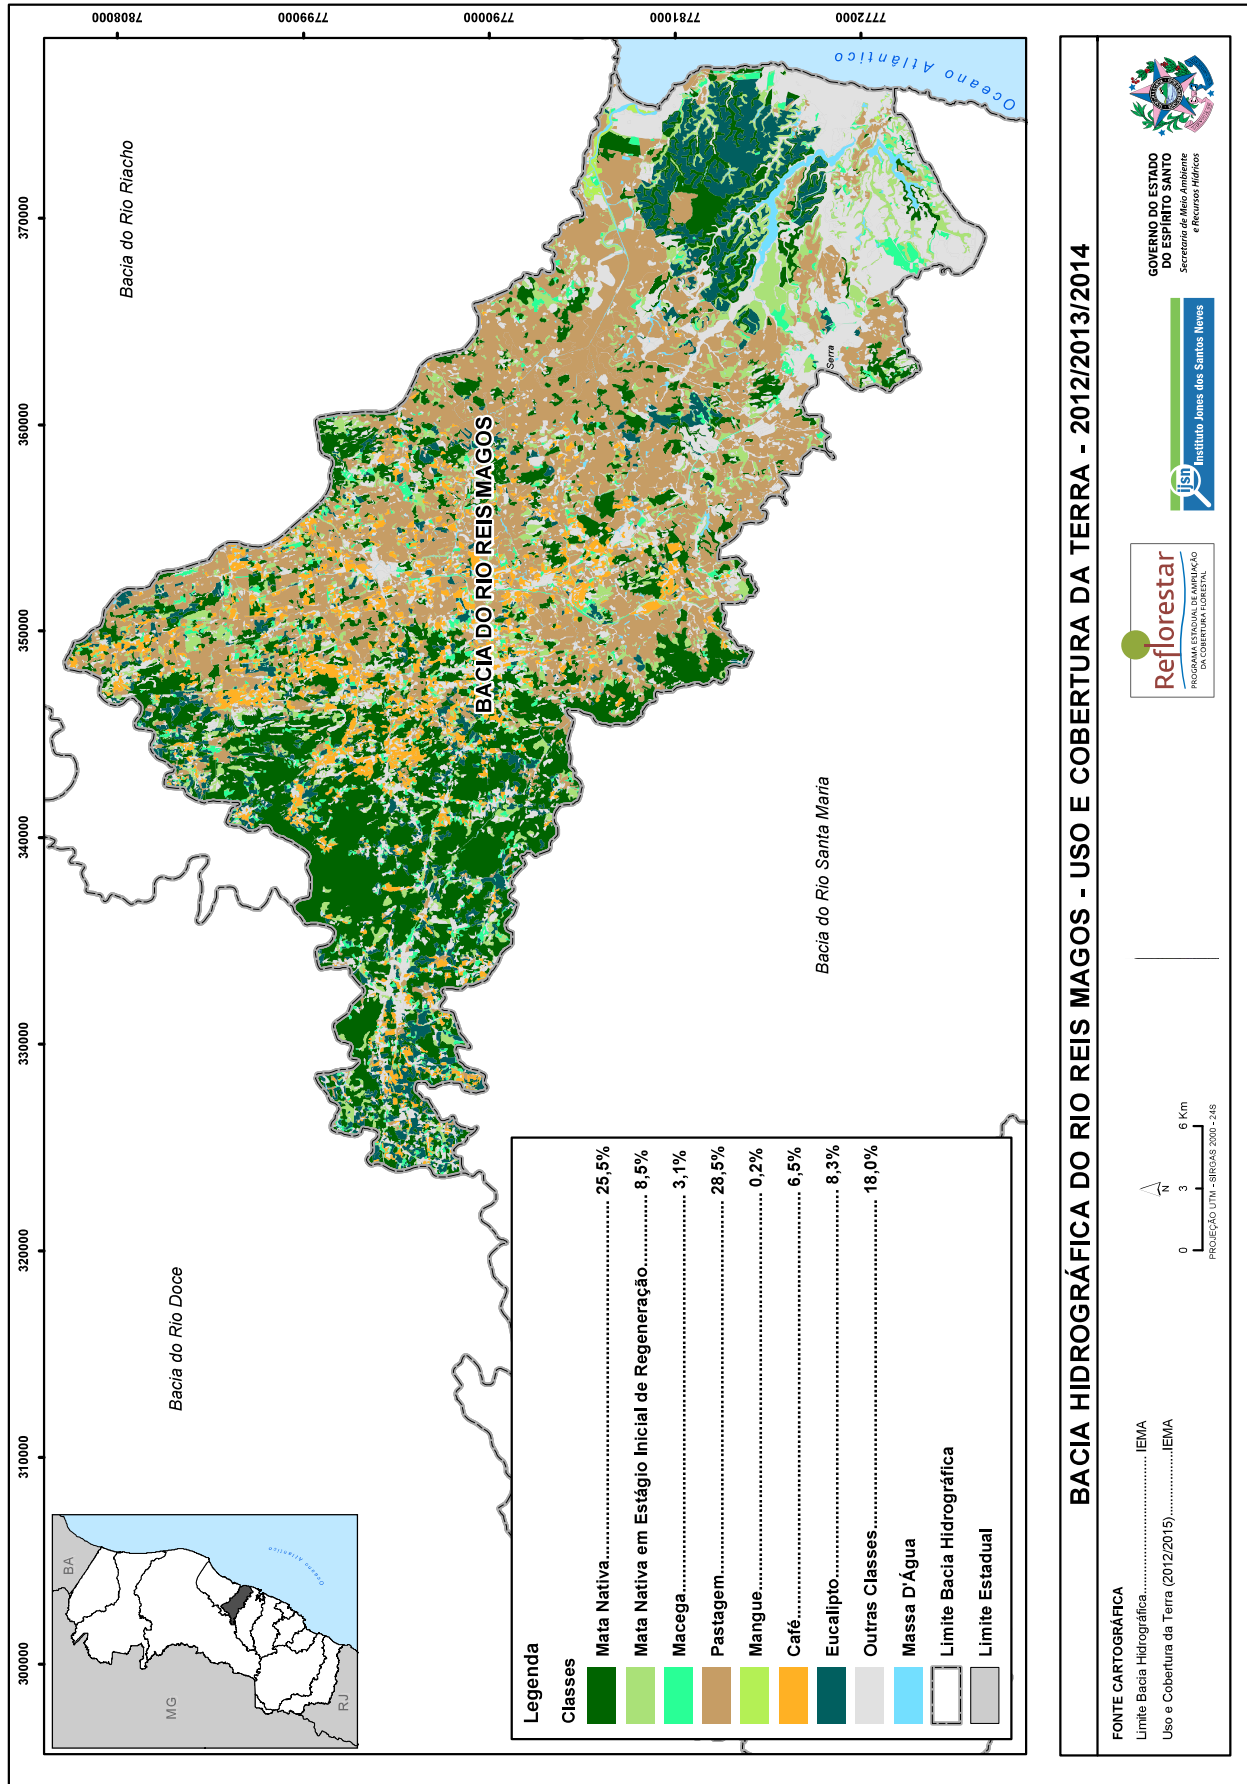 BA
MG
RJ
Oceano Atlântico
300000
310000
320000
330000
340000
350000
360000
370000
7808000
7799000
7790000
7781000
7772000
Bacia do Rio Doce
Bacia do Rio Riacho
Oceano Atlântico
BACIA DO RIO REIS MAGOS
Serra
Bacia do Rio Santa Maria
Legenda
Classes
Mata Nativa 25,5%
Mata Nativa em Estágio Inicial de Regeneração 8,5%
Macega 3,1%
Pastagem 28,5%
Mangue 0,2%
Café 6,5%
Eucalipto 8,3%
Outras Classes 18,0%
Massa D'Água
Limite Bacia Hidrográfica
Limite Estadual
BACIA HIDROGRÁFICA DO RIO REIS MAGOS - USO E COBERTURA DA TERRA - 2012/2013/2014
FONTE CARTOGRÁFICA
Limite Bacia Hidrográfica IEMA
Uso e Cobertura da Terra (2012/2015) IEMA
N
0 3 6 Km
PROJEÇÃO UTM - SIRGAS 2000 - 24S
Reflorestar
PROGRAMA ESTADUAL DE AMPLIAÇÃO
DA COBERTURA FLORESTAL
ijsn
Instituto Jones dos Santos Neves
GOVERNO DO ESTADO
DO ESPÍRITO SANTO
Secretaria de Meio Ambiente
e Recursos Hídricos